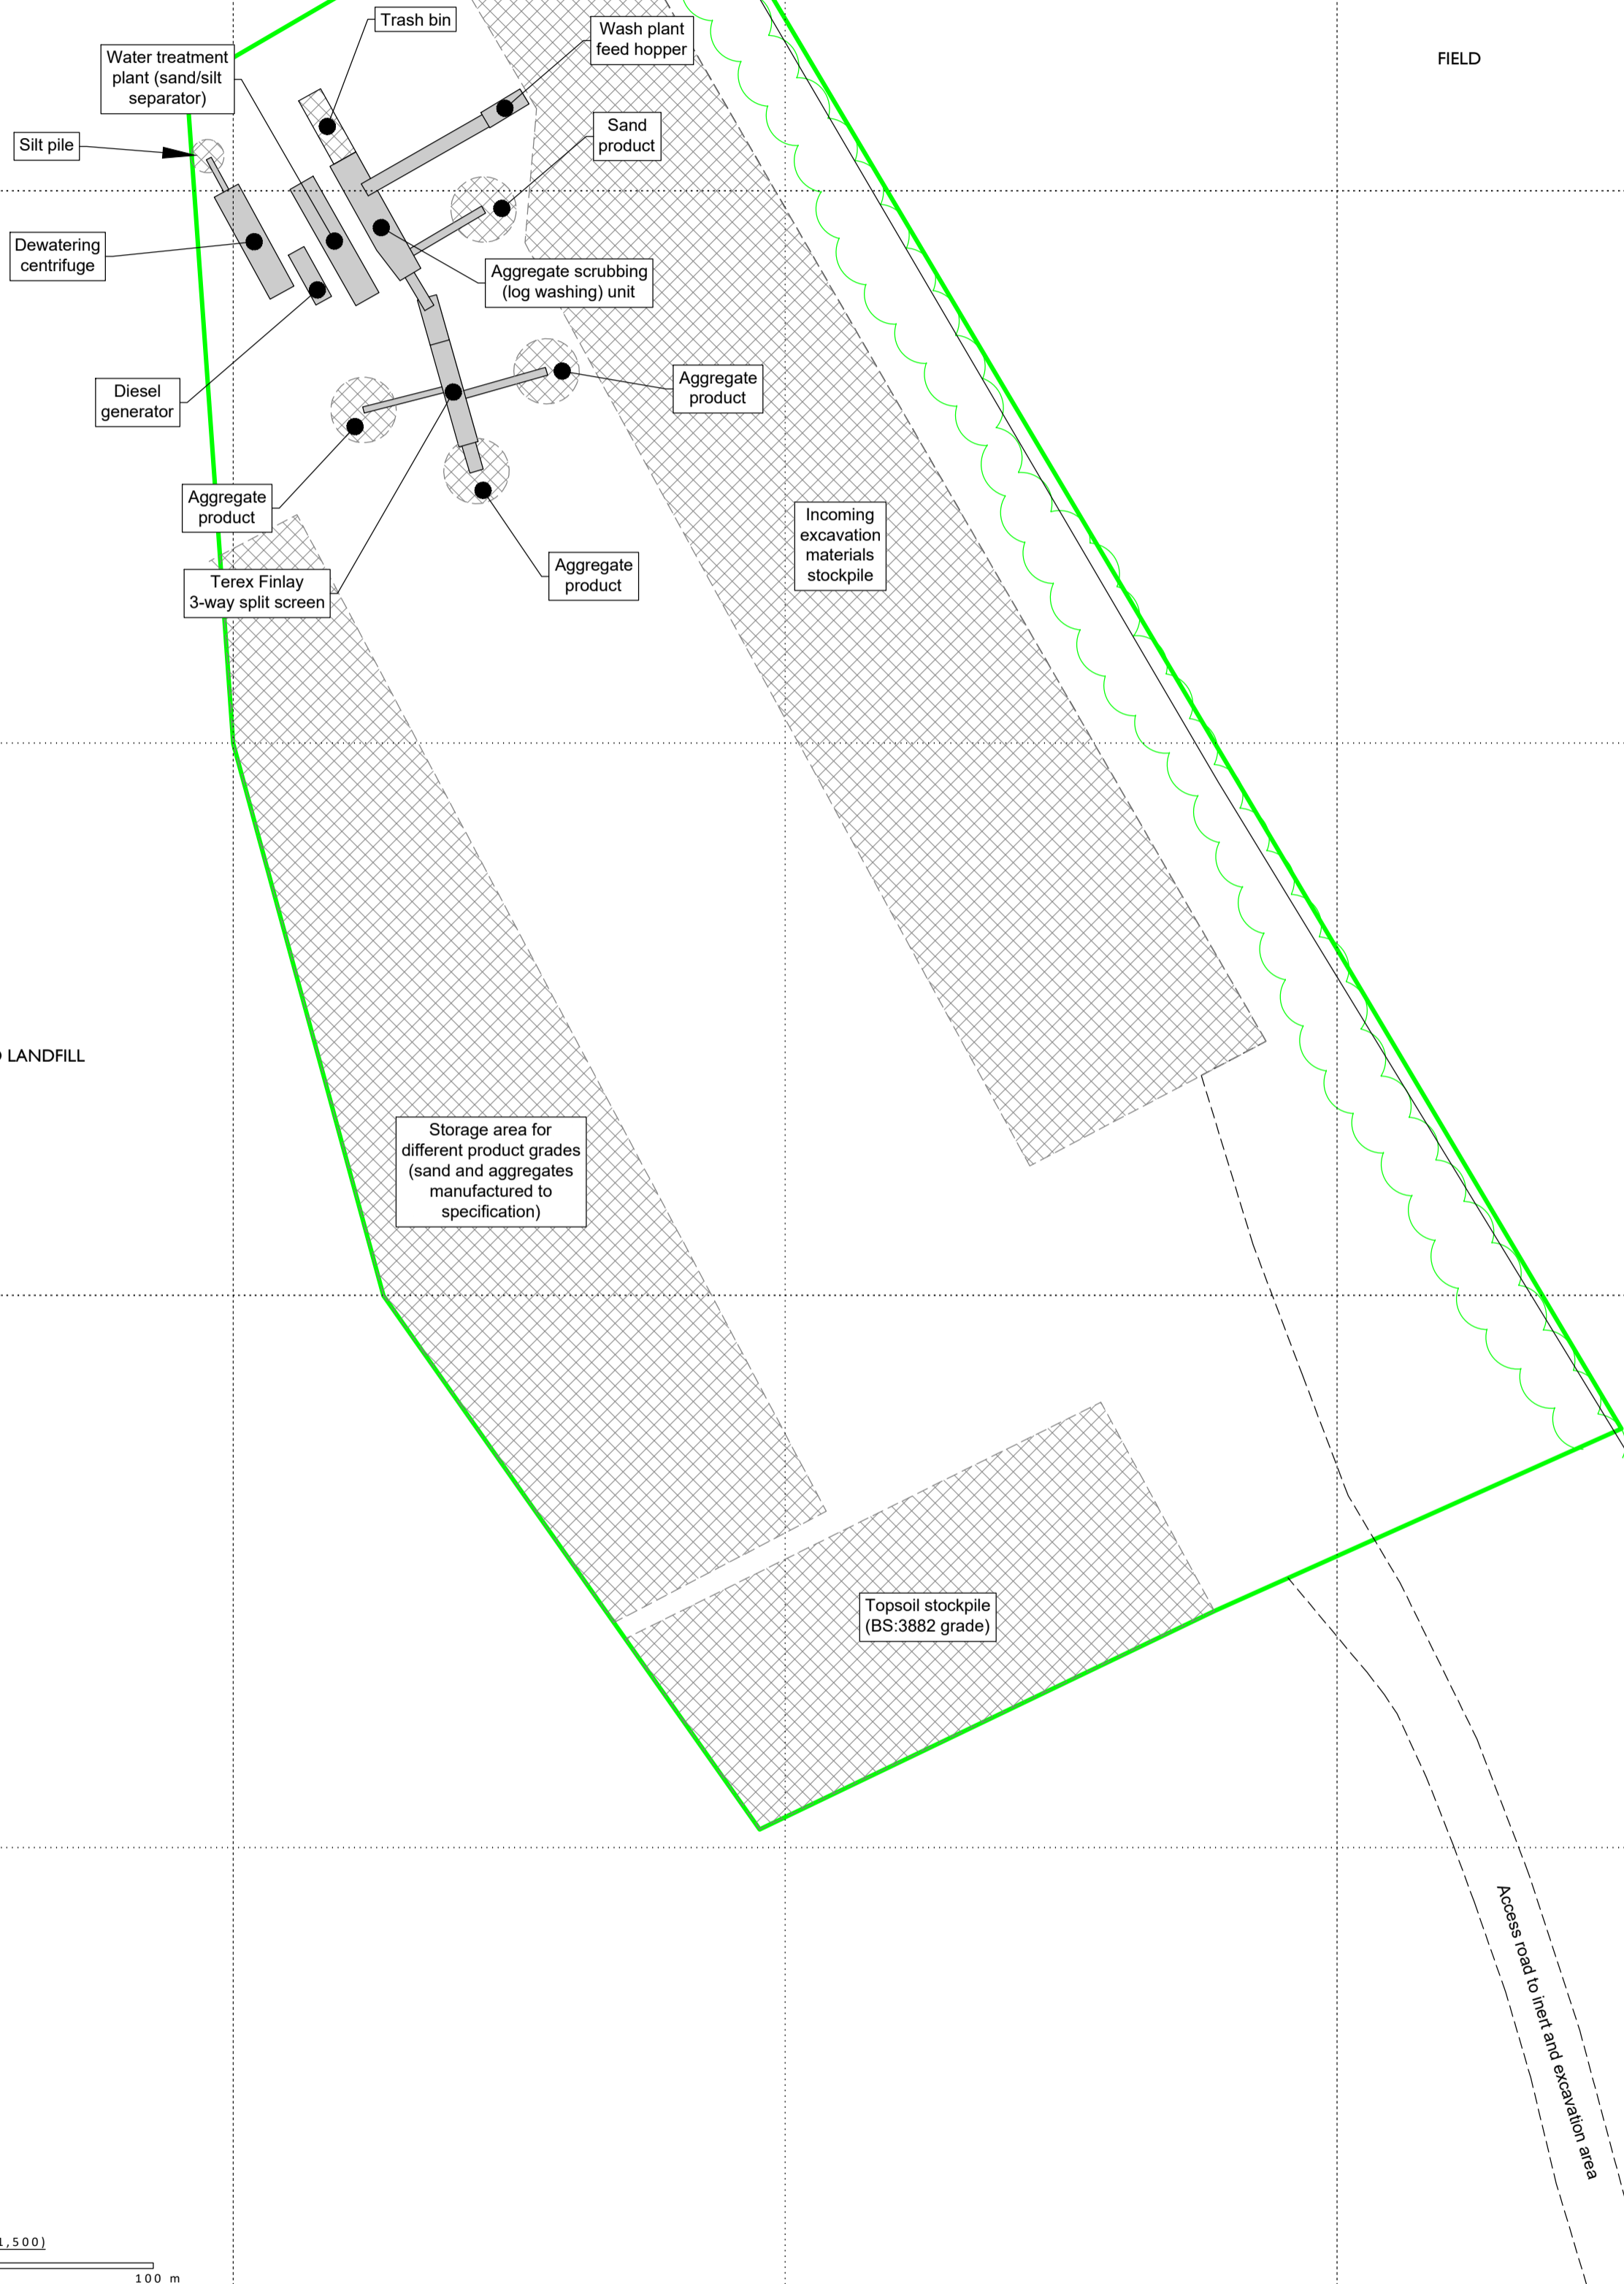 Trash bin
Wash plant
feed hopper
FIELD
Water treatment
plant (sand/silt
separator)
Sand
product
Silt pile
Dewatering
centrifuge
Aggregate scrubbing
(log washing) unit
Diesel
generator
Aggregate
product
Aggregate
product
Incoming
excavation
materials
stockpile
Aggregate
product
Terex Finlay
3-way split screen
LANDFILL
Storage area for
different product grades
(sand and aggregates
manufactured to
specification)
Topsoil stockpile
(BS:3882 grade)
Access road to inert and excavation area
1,500)
100 m